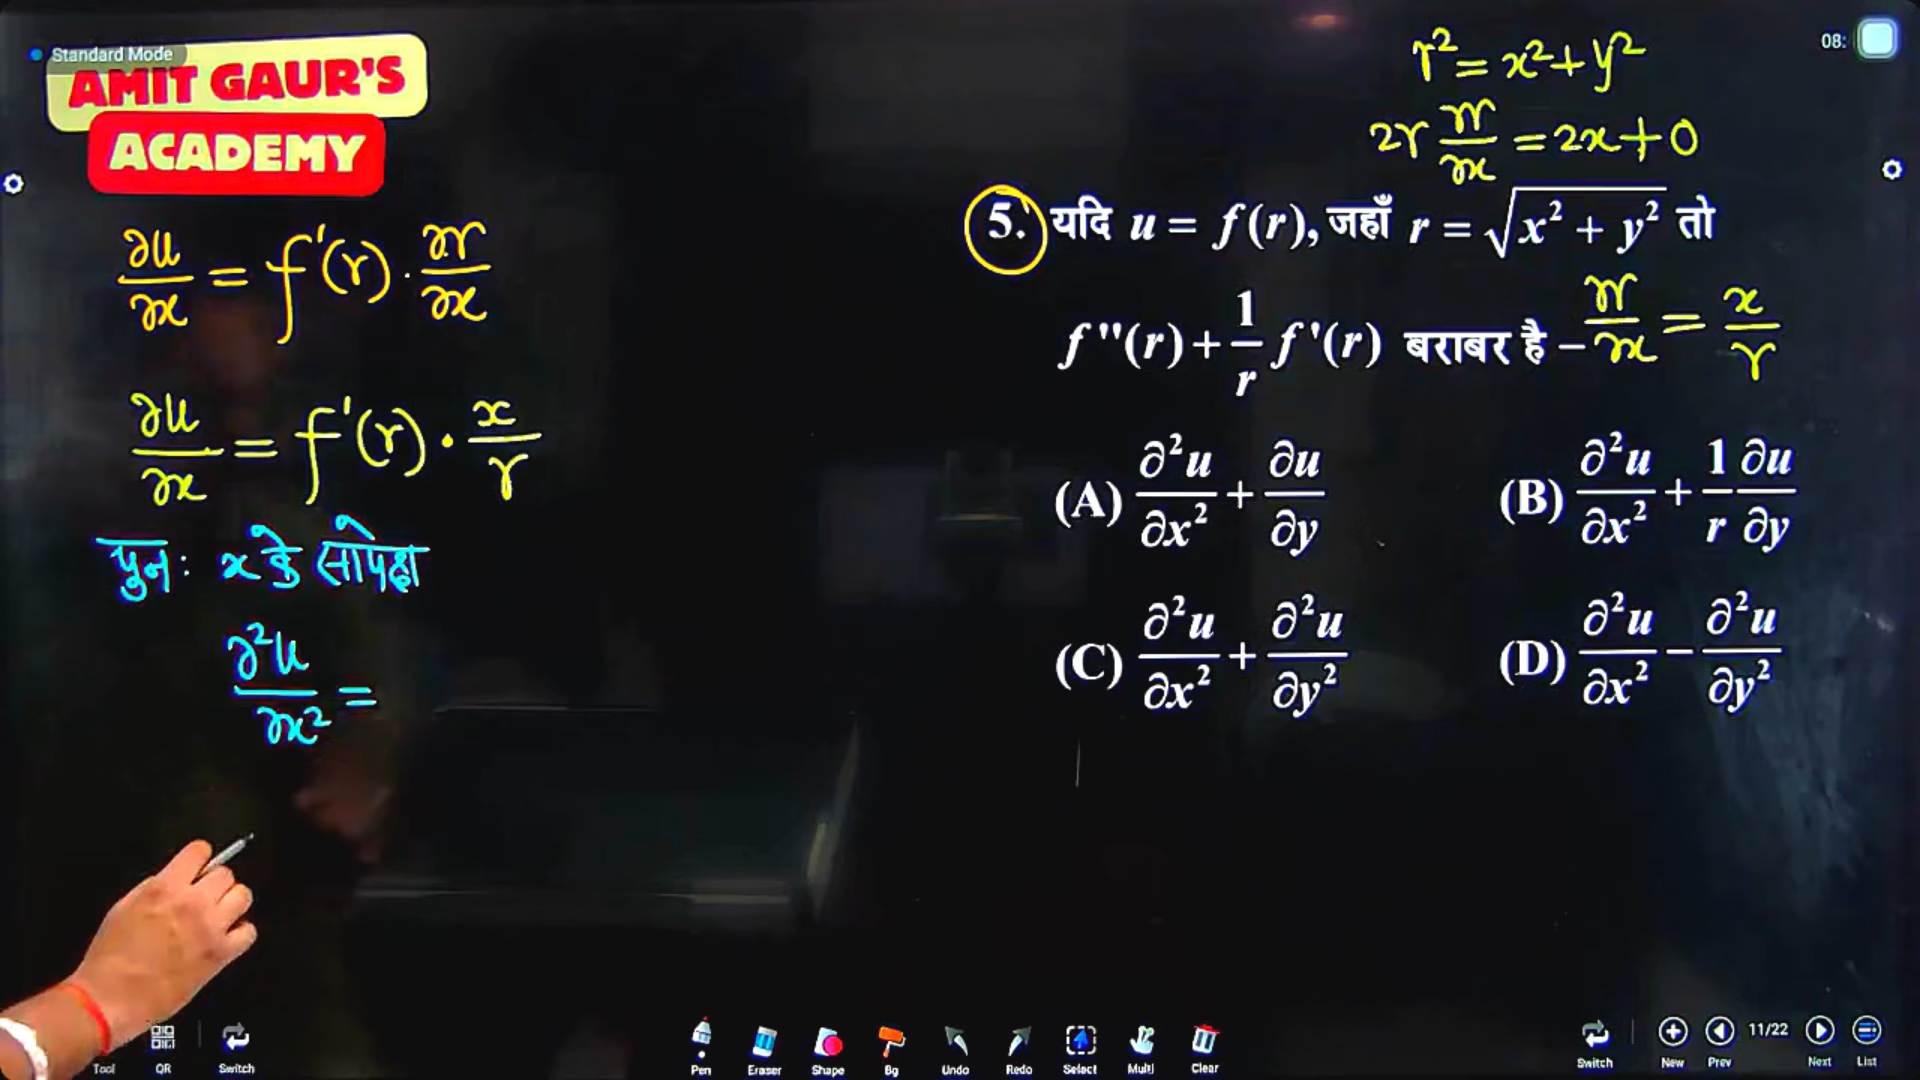 Standard Mode
AMIT GAUR'S
ACADEMY
08:
r² = x² + y²
2r ∂r/∂x = 2x + 0
5. यदि u = f(r), जहाँ r = √(x² + y²) तो
f''(r) + 1/r f'(r) बराबर है –
∂r/∂x = x/r
(A) ∂²u/∂x² + ∂u/∂y
(B) ∂²u/∂x² + 1/r ∂u/∂y
(C) ∂²u/∂x² + ∂²u/∂y²
(D) ∂²u/∂x² – ∂²u/∂y²
∂u/∂x = f'(r) · ∂r/∂x
∂u/∂x = f'(r) · x/r
पुनः x के सापेक्ष
∂²u/∂x² =
Tool QR Switch Pen Eraser Shape Bg Undo Redo Select Multi Clear Switch New Prev 11/22 Next List